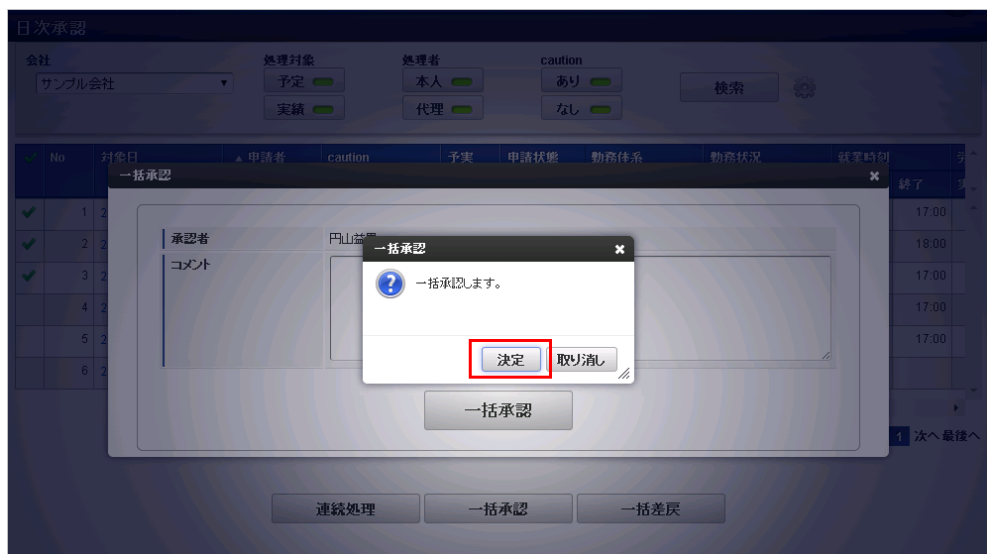 日次承認
会社 処理対象 処理者 caution
サンプル会社 予定 本人 あり 検索
実績 代理 なし
No 対象日 ▲ 申請者 caution 予実 申請状態 勤務体系 勤務状況 就業時刻
一括承認
終了
1 2 17:00
2 2 18:00
3 2 17:00
4 2 17:00
5 2 17:00
6 2
承認者 円山益
コメント
一括承認
一括承認します。
決定 取り消し
一括承認
1 次へ 最後へ
連続処理 一括承認 一括差戻